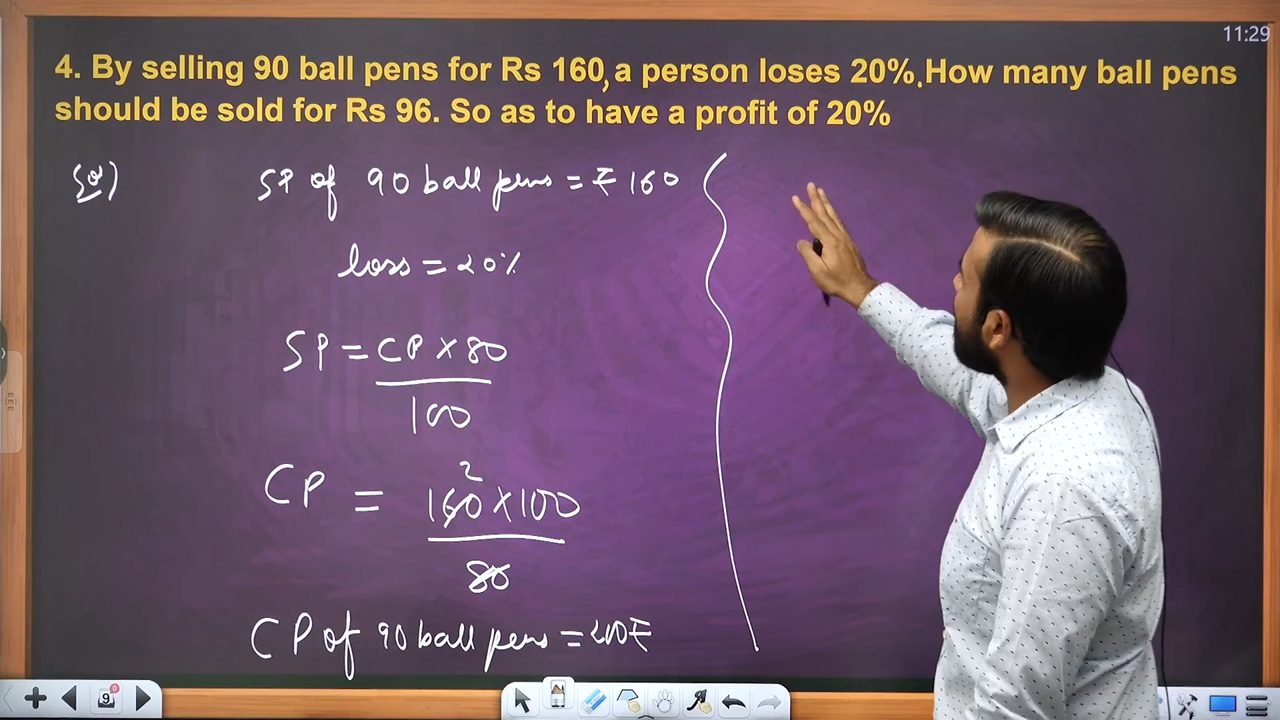 11:29
4. By selling 90 ball pens for Rs 160, a person loses 20%. How many ball pens
should be sold for Rs 96. So as to have a profit of 20%
Sol)
SP of 90 ball pens = ₹ 160
loss = 20%
SP = CP × 80
100
2
CP = 160 × 100
80
CP of 90 ball pens = 200₹
9